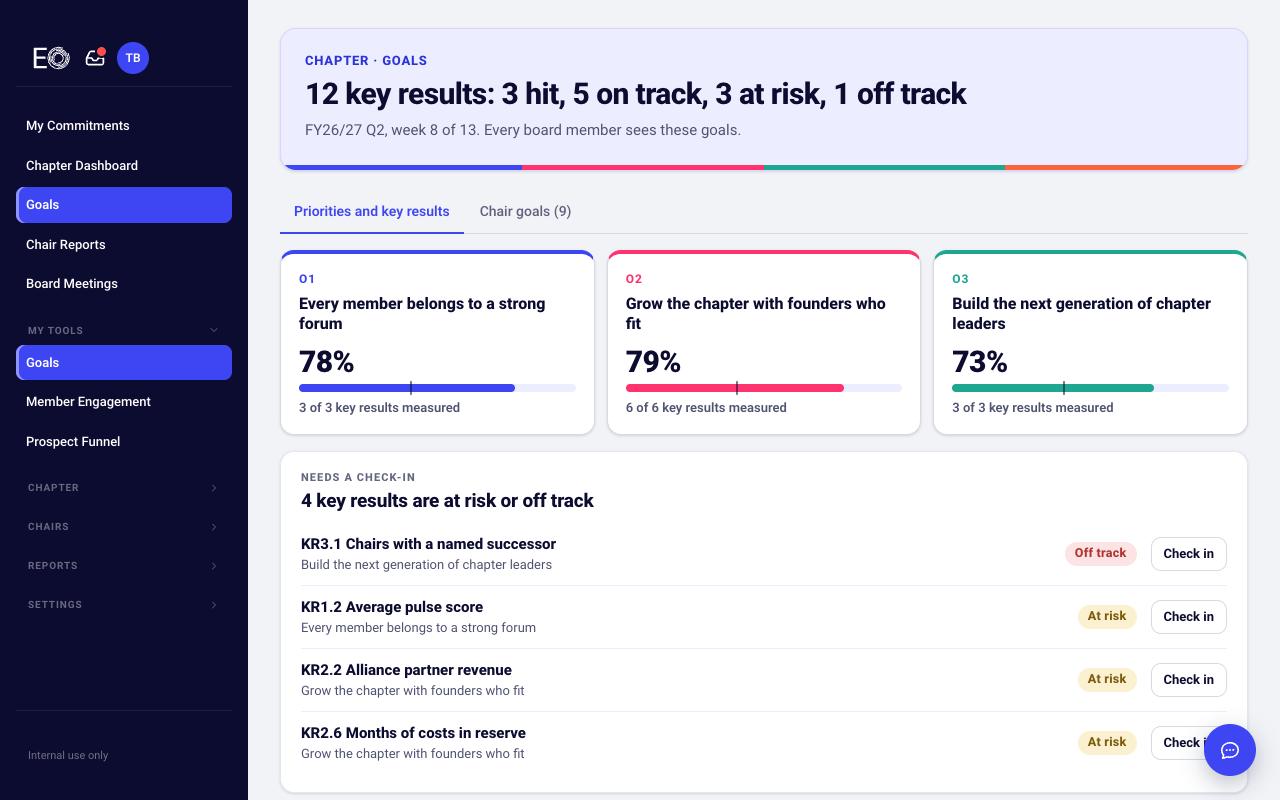 EO
TB
My Commitments
Chapter Dashboard
Goals
Chair Reports
Board Meetings
MY TOOLS
Goals
Member Engagement
Prospect Funnel
CHAPTER
CHAIRS
REPORTS
SETTINGS
Internal use only
CHAPTER · GOALS
12 key results: 3 hit, 5 on track, 3 at risk, 1 off track
FY26/27 Q2, week 8 of 13. Every board member sees these goals.
Priorities and key results
Chair goals (9)
O1
Every member belongs to a strong
forum
78%
3 of 3 key results measured
O2
Grow the chapter with founders who
fit
79%
6 of 6 key results measured
O3
Build the next generation of chapter
leaders
73%
3 of 3 key results measured
NEEDS A CHECK-IN
4 key results are at risk or off track
KR3.1 Chairs with a named successor
Build the next generation of chapter leaders
Off track
Check in
KR1.2 Average pulse score
Every member belongs to a strong forum
At risk
Check in
KR2.2 Alliance partner revenue
Grow the chapter with founders who fit
At risk
Check in
KR2.6 Months of costs in reserve
Grow the chapter with founders who fit
At risk
Check